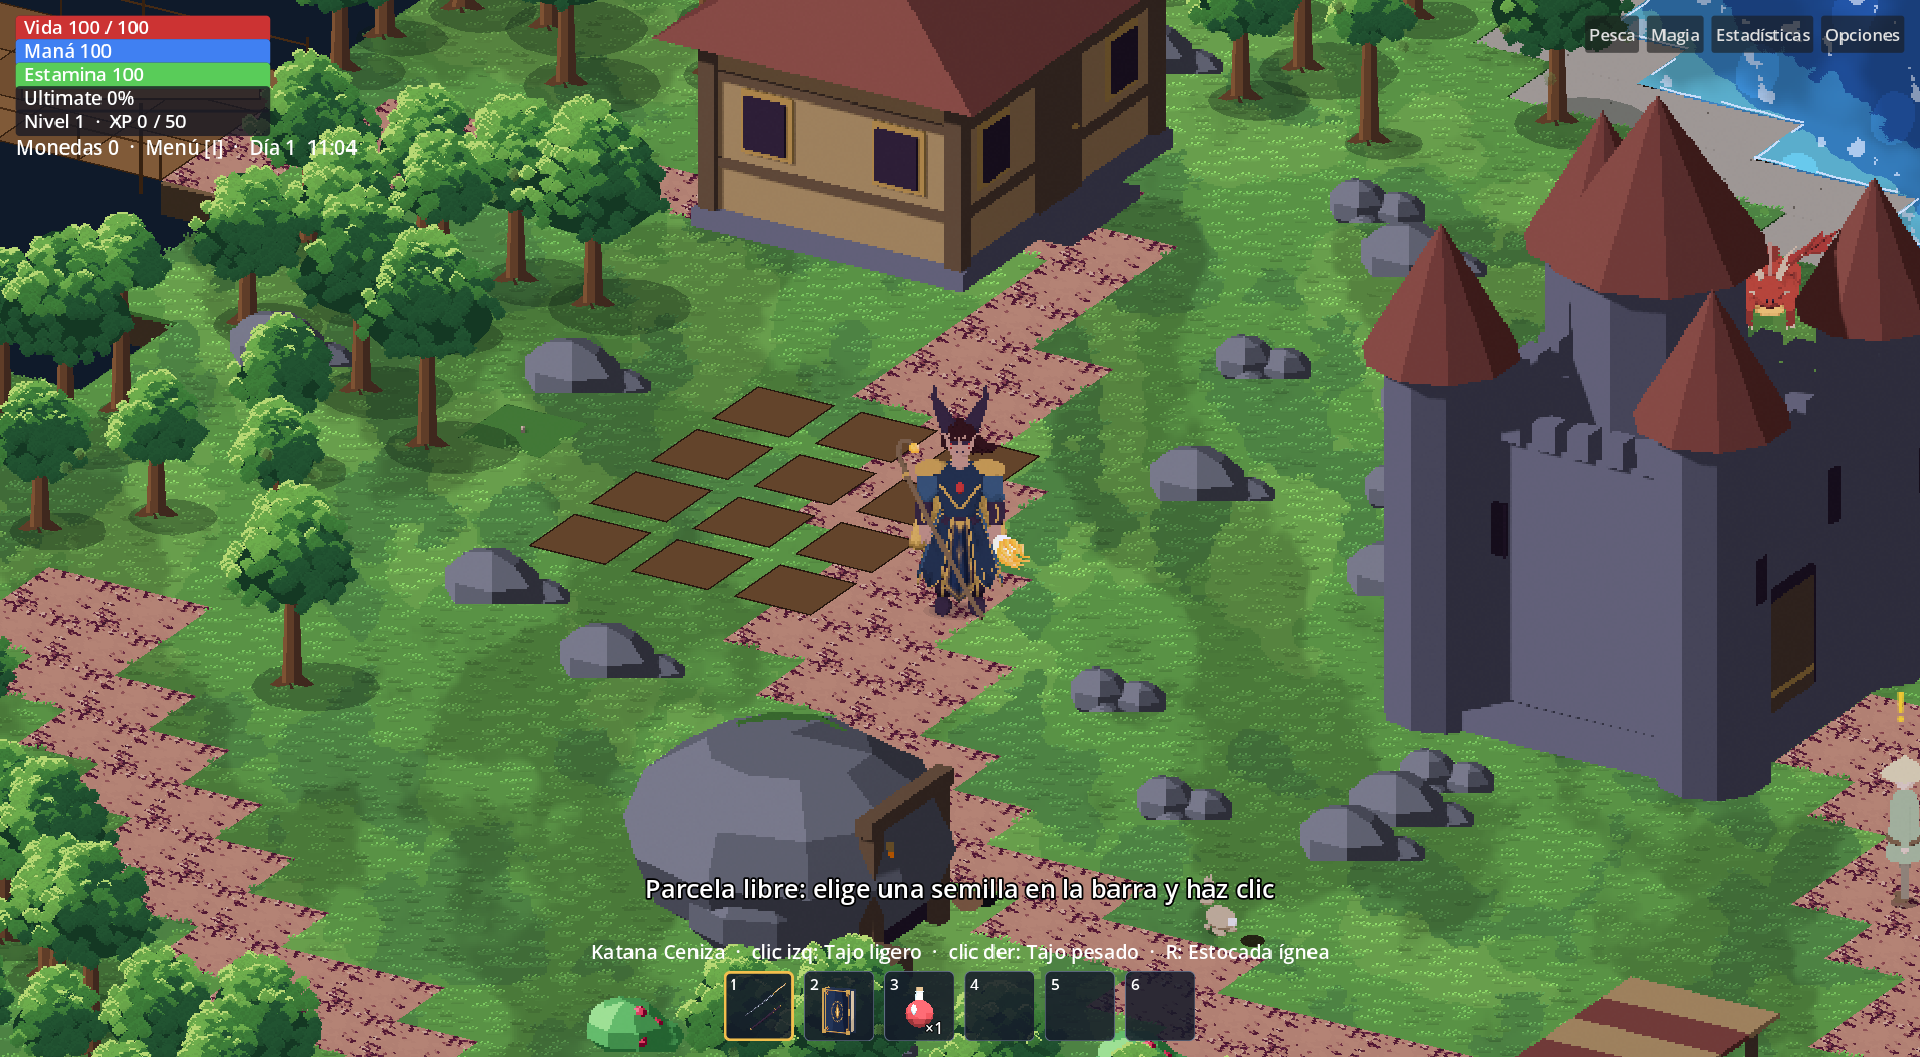 Vida 100 / 100
Maná 100
Estamina 100
Ultimate 0%
Nivel 1 · XP 0 / 50
Monedas 0 · Menú [I] · Día 1 11:04
Pesca Magia Estadísticas Opciones
!
Parcela libre: elige una semilla en la barra y haz clic
Katana Ceniza · clic izq: Tajo ligero · clic der: Tajo pesado · R: Estocada ígnea
1 2 3 4 5 6
×1